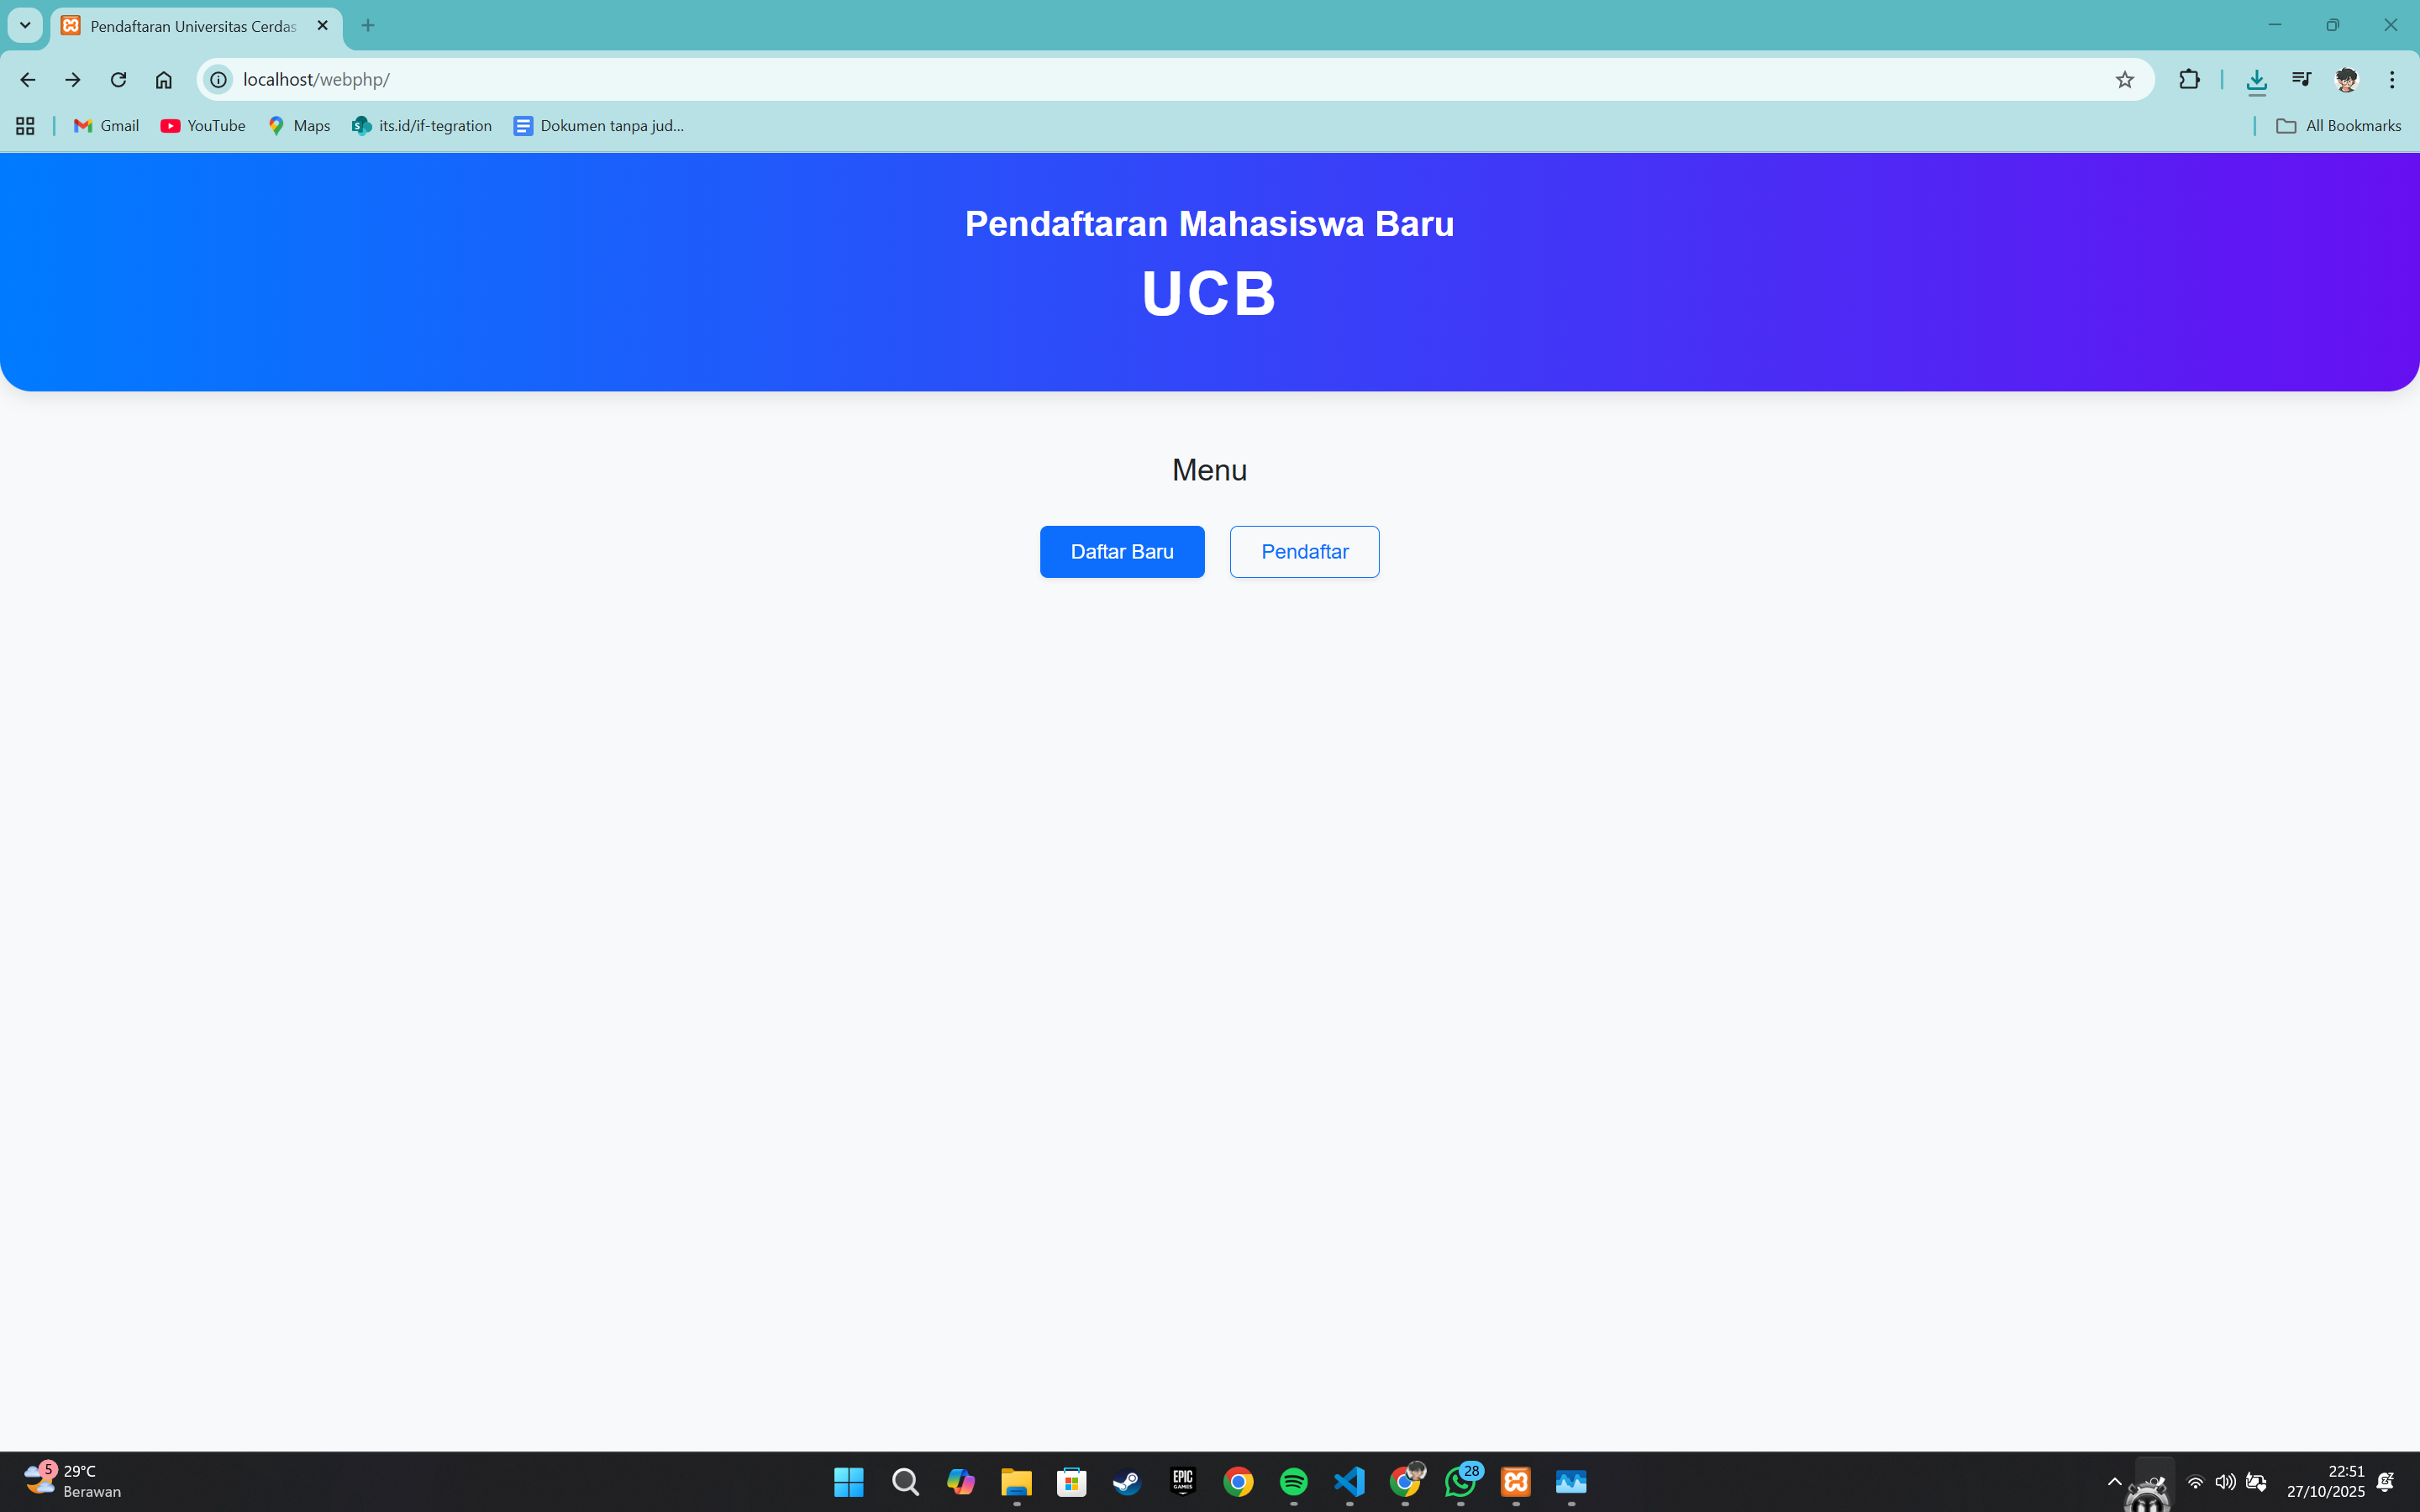 Pendaftaran Universitas Cerdas
localhost/webphp/
Gmail YouTube Maps its.id/if-tegration Dokumen tanpa jud... All Bookmarks
Pendaftaran Mahasiswa Baru
UCB
Menu
Daftar Baru Pendaftar
5
29°C
Berawan
EPIC
GAMES
28
22:51
27/10/2025